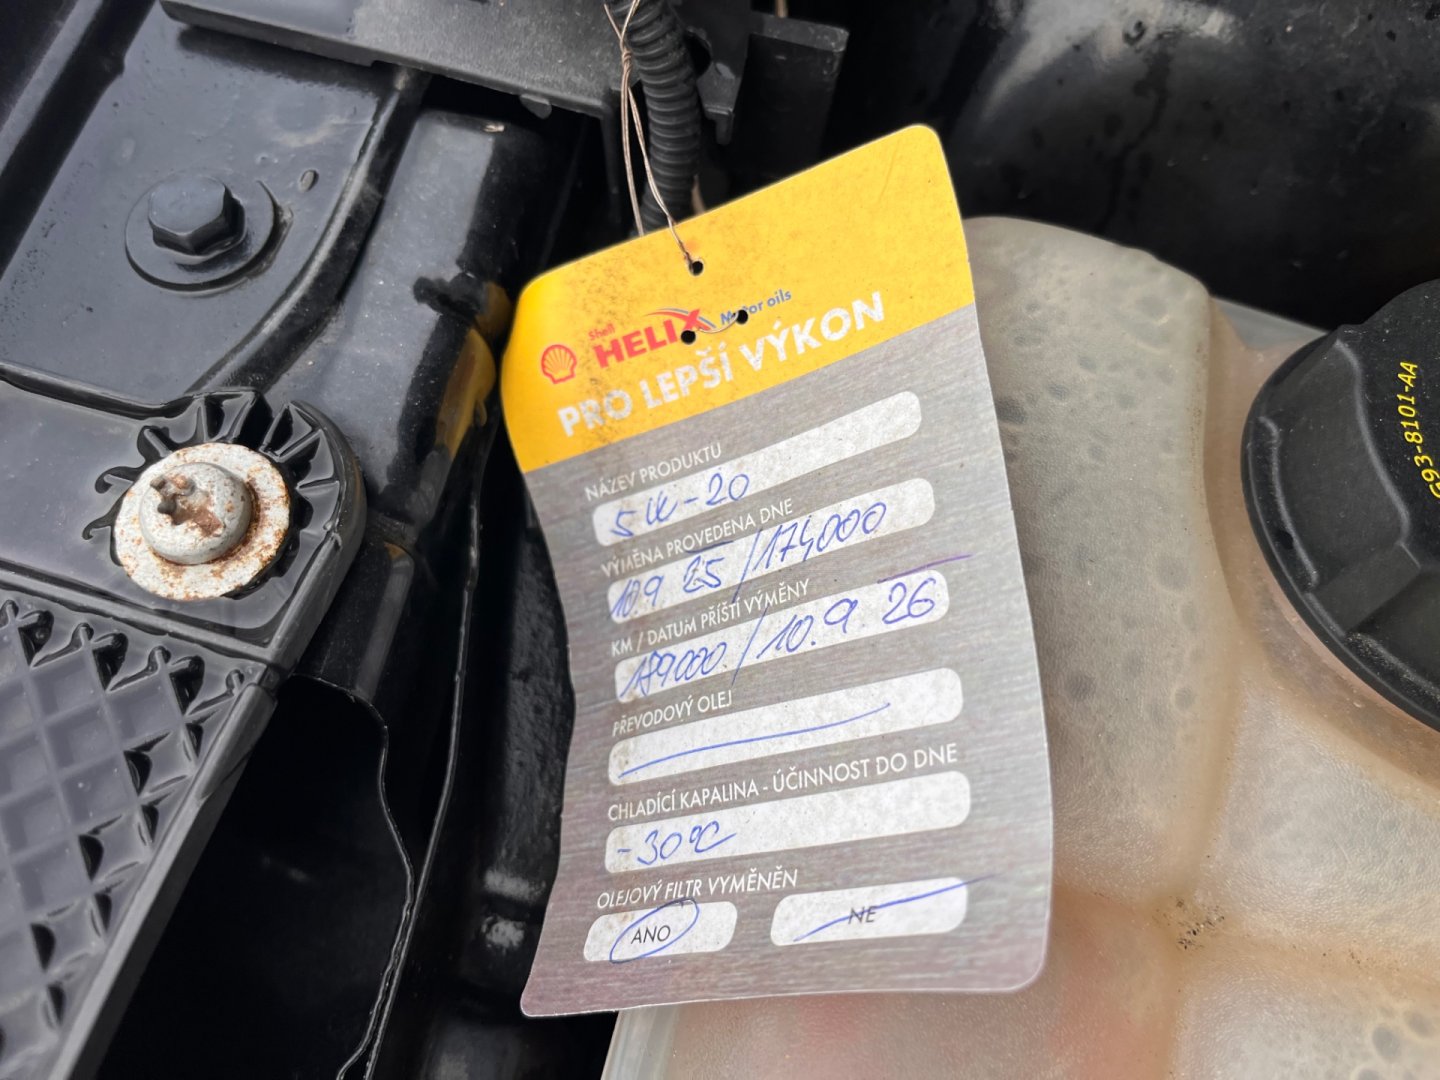 Shell
HELIX Motor oils
PRO LEPŠÍ VÝKON
NÁZEV PRODUKTU
5W-20
VÝMĚNA PROVEDENA DNE
10.9 25 / 174000
KM / DATUM PŘÍŠTÍ VÝMĚNY
189000 / 10.9 26
PŘEVODOVÝ OLEJ
CHLADÍCÍ KAPALINA - ÚČINNOST DO DNE
-30°C
OLEJOVÝ FILTR VYMĚNĚN
ANO NE
G93-8101-AA